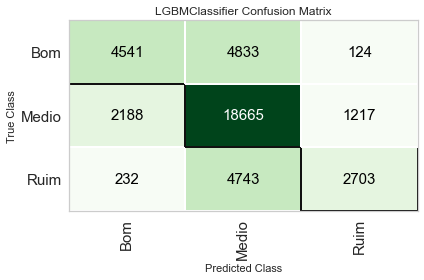 LGBMClassifier Confusion Matrix
True Class
Bom 4541 4833 124
Medio 2188 18665 1217
Ruim 232 4743 2703
Bom Medio Ruim
Predicted Class